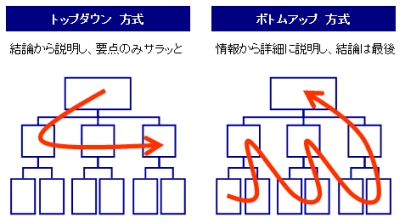 トップダウン 方式
結論から説明し、要点のみサラッと
ボトムアップ 方式
情報から詳細に説明し、結論は最後